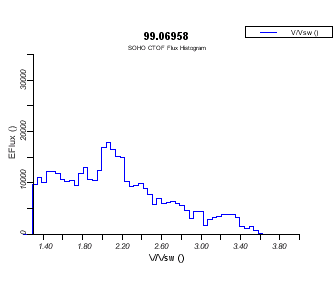 V/Vsw ()
99.06958
SOHO CTOF Flux Histogram
EFlux ()
30000
20000
10000
0
1.40 1.80 2.20 2.60 3.00 3.40 3.80
V/Vsw ()